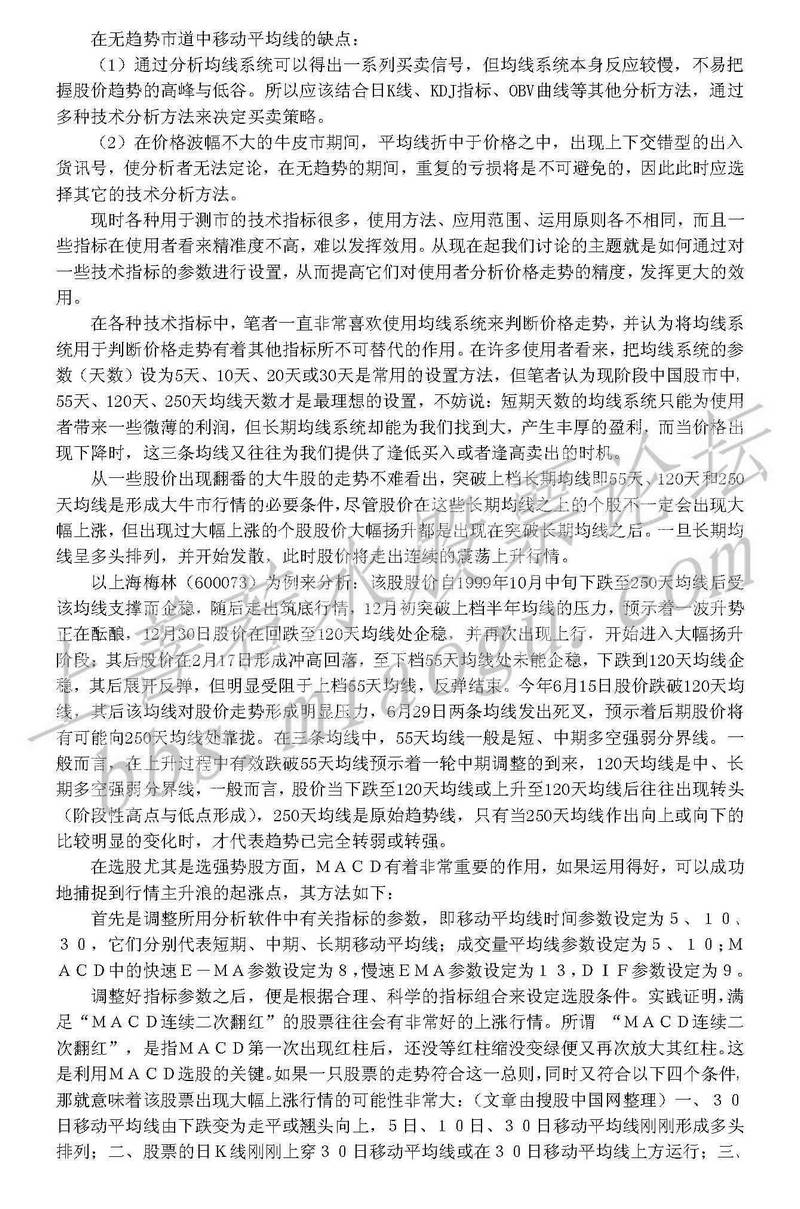 在无趋势市道中移动平均线的缺点：
（1）通过分析均线系统可以得出一系列买卖信号，但均线系统本身反应较慢，不易把
握股价趋势的高峰与低谷。所以应该结合日K线、KDJ指标、OBV曲线等其他分析方法，通过
多种技术分析方法来决定买卖策略。
（2）在价格波幅不大的牛皮市期间，平均线折中于价格之中，出现上下交错型的出入
货讯号，使分析者无法定论，在无趋势的期间，重复的亏损将是不可避免的，因此此时应选
择其它的技术分析方法。
现时各种用于测市的技术指标很多，使用方法、应用范围、运用原则各不相同，而且一
些指标在使用者看来精准度不高，难以发挥效用。从现在起我们讨论的主题就是如何通过对
一些技术指标的参数进行设置，从而提高它们对使用者分析价格走势的精度，发挥更大的效
用。
在各种技术指标中，笔者一直非常喜欢使用均线系统来判断价格走势，并认为将均线系
统用于判断价格走势有着其他指标所不可替代的作用。在许多使用者看来，把均线系统的参
数（天数）设为5天、10天、20天或30天是常用的设置方法，但笔者认为现阶段中国股市中，
55天、120天、250天均线天数才是最理想的设置，不妨说：短期天数的均线系统只能为使用
者带来一些微薄的利润，但长期均线系统却能为我们找到大，产生丰厚的盈利，而当价格出
现下降时，这三条均线又往往为我们提供了逢低买入或者逢高卖出的时机。
从一些股价出现翻番的大牛股的走势不难看出，突破上档长期均线即55天、120天和250
天均线是形成大牛市行情的必要条件，尽管股价在这些长期均线之上的个股不一定会出现大
幅上涨，但出现过大幅上涨的个股股价大幅扬升都是出现在突破长期均线之后。一旦长期均
线呈多头排列，并开始发散，此时股价将走出连续的震荡上升行情。
以上海梅林（600073）为例来分析：该股股价自1999年10月中旬下跌至250天均线后受
该均线支撑而企稳，随后走出筑底行情，12月初突破上档半年均线的压力，预示着一波升势
正在酝酿，12月30日股价在回跌至120天均线处企稳，并再次出现上行，开始进入大幅扬升
阶段；其后股价在2月17日形成冲高回落，至下档55天均线处未能企稳，下跌到120天均线企
稳，其后展开反弹，但明显受阻于上档55天均线，反弹结束。今年6月15日股价跌破120天均
线，其后该均线对股价走势形成明显压力，6月29日两条均线发出死叉，预示着后期股价将
有可能向250天均线处靠拢。在三条均线中，55天均线一般是短、中期多空强弱分界线。一
般而言，在上升过程中有效跌破55天均线预示着一轮中期调整的到来，120天均线是中、长
期多空强弱分界线，一般而言，股价当下跌至120天均线或上升至120天均线后往往出现转头
（阶段性高点与低点形成），250天均线是原始趋势线，只有当250天均线作出向上或向下的
比较明显的变化时，才代表趋势已完全转弱或转强。
在选股尤其是选强势股方面，ＭＡＣＤ有着非常重要的作用，如果运用得好，可以成功
地捕捉到行情主升浪的起涨点，其方法如下：
首先是调整所用分析软件中有关指标的参数，即移动平均线时间参数设定为５、１０、
３０，它们分别代表短期、中期、长期移动平均线；成交量平均线参数设定为５、１０；Ｍ
ＡＣＤ中的快速Ｅ－ＭＡ参数设定为８，慢速ＥＭＡ参数设定为１３，ＤＩＦ参数设定为９。
调整好指标参数之后，便是根据合理、科学的指标组合来设定选股条件。实践证明，满
足“ＭＡＣＤ连续二次翻红”的股票往往会有非常好的上涨行情。所谓 “ＭＡＣＤ连续二
次翻红”，是指ＭＡＣＤ第一次出现红柱后，还没等红柱缩没变绿便又再次放大其红柱。这
是利用ＭＡＣＤ选股的关键。如果一只股票的走势符合这一总则，同时又符合以下四个条件，
那就意味着该股票出现大幅上涨行情的可能性非常大：（文章由搜股中国网整理）一、３０
日移动平均线由下跌变为走平或翘头向上，５日、１０日、３０日移动平均线刚刚形成多头
排列；二、股票的日Ｋ线刚刚上穿３０日移动平均线或在３０日移动平均线上方运行；三、
上善若水股票论坛
bbs.miaogu.com